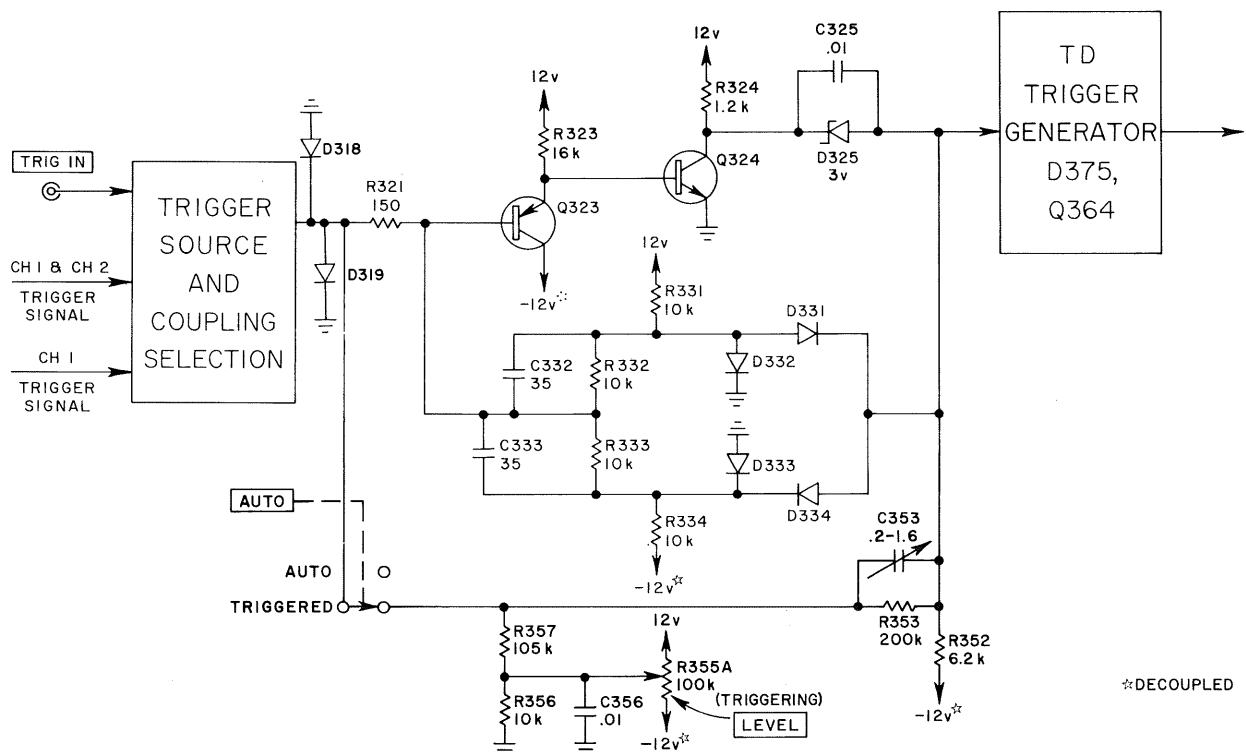 TRIG IN
CH 1 & CH 2
TRIGGER
SIGNAL
CH 1
TRIGGER
SIGNAL
TRIGGER
SOURCE
AND
COUPLING
SELECTION
D318
D319
R321
150
12v
R323
16k
Q323
-12v☆
12v
R324
1.2k
Q324
C325
.01
D325
3v
TD
TRIGGER
GENERATOR
D375,
Q364
12v
R331
10k
D331
C332
35
R332
10k
D332
C333
35
R333
10k
D333
D334
R334
10k
-12v☆
C353
.2-1.6
AUTO
AUTO
TRIGGERED
R353
200k
R352
6.2k
-12v☆
R357
105k
12v
R355A
100k
R356
10k
C356
.01
(TRIGGERING)
LEVEL
-12v☆
☆DECOUPLED